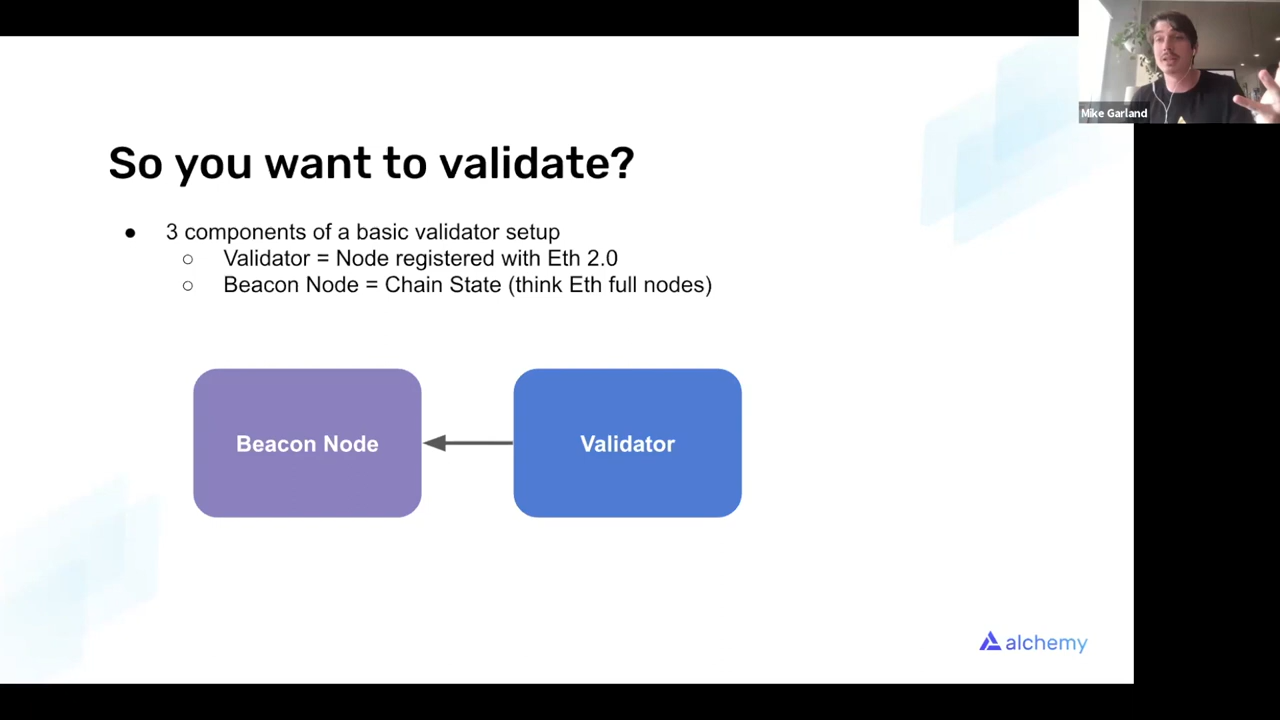 Mike Garland
So you want to validate?
● 3 components of a basic validator setup
○ Validator = Node registered with Eth 2.0
○ Beacon Node = Chain State (think Eth full nodes)
Beacon Node
Validator
alchemy